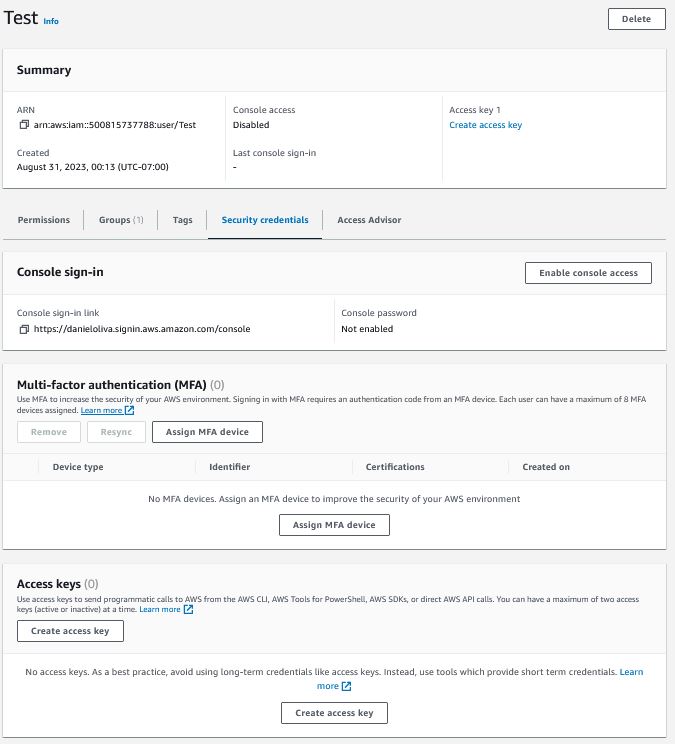 Test Info
Delete
Summary
ARN
arn:aws:iam::500815737788:user/Test
Console access
Disabled
Access key 1
Create access key
Created
August 31, 2023, 00:13 (UTC-07:00)
Last console sign-in
-
Permissions
Groups (1)
Tags
Security credentials
Access Advisor
Console sign-in
Enable console access
Console sign-in link
https://danieloliva.signin.aws.amazon.com/console
Console password
Not enabled
Multi-factor authentication (MFA) (0)
Use MFA to increase the security of your AWS environment. Signing in with MFA requires an authentication code from an MFA device. Each user can have a maximum of 8 MFA
devices assigned. Learn more
Remove
Resync
Assign MFA device
Device type
Identifier
Certifications
Created on
No MFA devices. Assign an MFA device to improve the security of your AWS environment
Assign MFA device
Access keys (0)
Use access keys to send programmatic calls to AWS from the AWS CLI, AWS Tools for PowerShell, AWS SDKs, or direct AWS API calls. You can have a maximum of two access
keys (active or inactive) at a time. Learn more
Create access key
No access keys. As a best practice, avoid using long-term credentials like access keys. Instead, use tools which provide short term credentials. Learn
more
Create access key